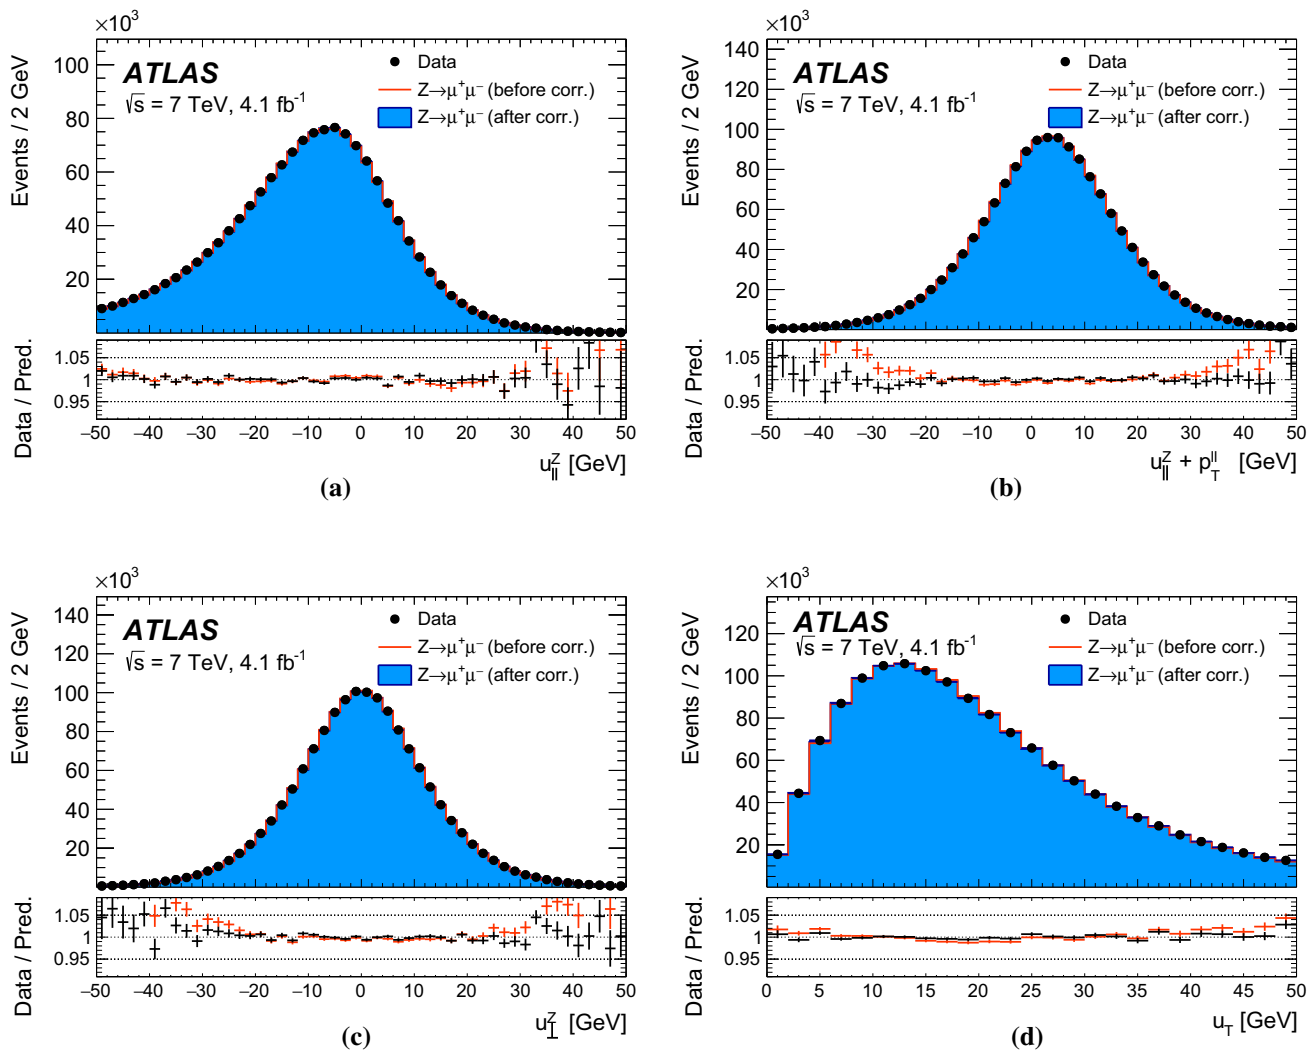 ×10³
Events / 2 GeV
100
80
60
40
20
ATLAS
√s = 7 TeV, 4.1 fb⁻¹
Data
Z→μ⁺μ⁻ (before corr.)
Z→μ⁺μ⁻ (after corr.)
Data / Pred.
1.05
1
0.95
−50 −40 −30 −20 −10 0 10 20 30 40 50
u∥ᶻ [GeV]
(a)
×10³
Events / 2 GeV
140
120
100
80
60
40
20
ATLAS
√s = 7 TeV, 4.1 fb⁻¹
Data
Z→μ⁺μ⁻ (before corr.)
Z→μ⁺μ⁻ (after corr.)
Data / Pred.
1.05
1
0.95
−50 −40 −30 −20 −10 0 10 20 30 40 50
u∥ᶻ + p_T^ll [GeV]
(b)
×10³
Events / 2 GeV
140
120
100
80
60
40
20
ATLAS
√s = 7 TeV, 4.1 fb⁻¹
Data
Z→μ⁺μ⁻ (before corr.)
Z→μ⁺μ⁻ (after corr.)
Data / Pred.
1.05
1
0.95
−50 −40 −30 −20 −10 0 10 20 30 40 50
u⊥ᶻ [GeV]
(c)
×10³
Events / 2 GeV
120
100
80
60
40
20
ATLAS
√s = 7 TeV, 4.1 fb⁻¹
Data
Z→μ⁺μ⁻ (before corr.)
Z→μ⁺μ⁻ (after corr.)
Data / Pred.
1.05
1
0.95
0 5 10 15 20 25 30 35 40 45 50
u_T [GeV]
(d)